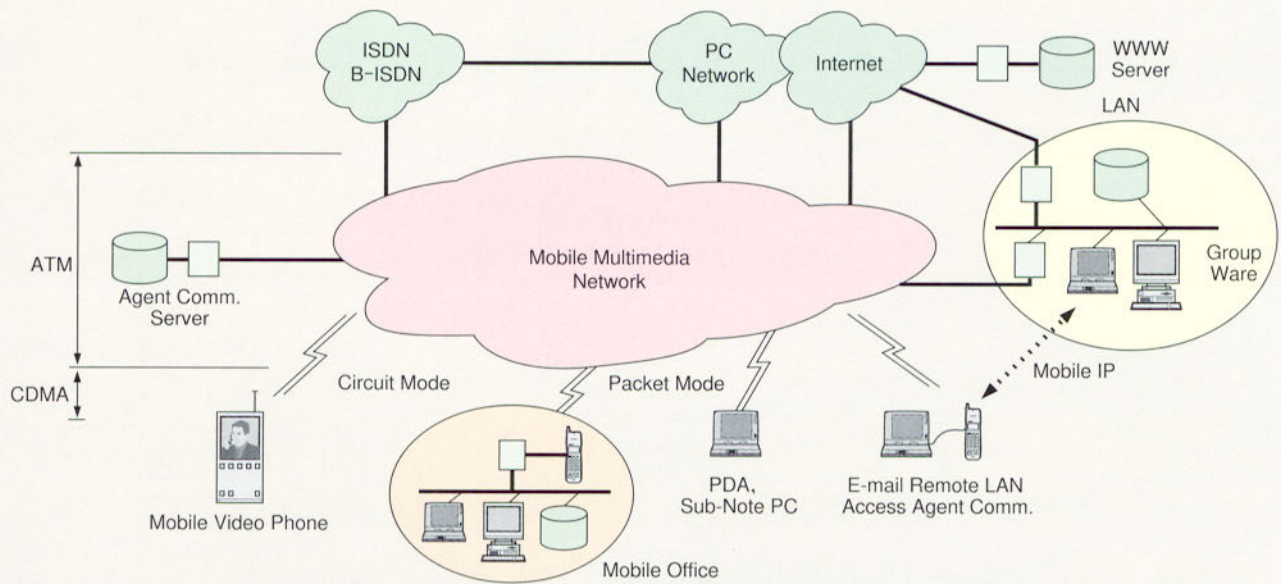 ISDN
B-ISDN
PC
Network
Internet
WWW
Server
LAN
ATM
Agent Comm.
Server
Mobile Multimedia
Network
Group
Ware
CDMA
Circuit Mode
Packet Mode
Mobile IP
Mobile Video Phone
PDA,
Sub-Note PC
E-mail Remote LAN
Access Agent Comm.
Mobile Office